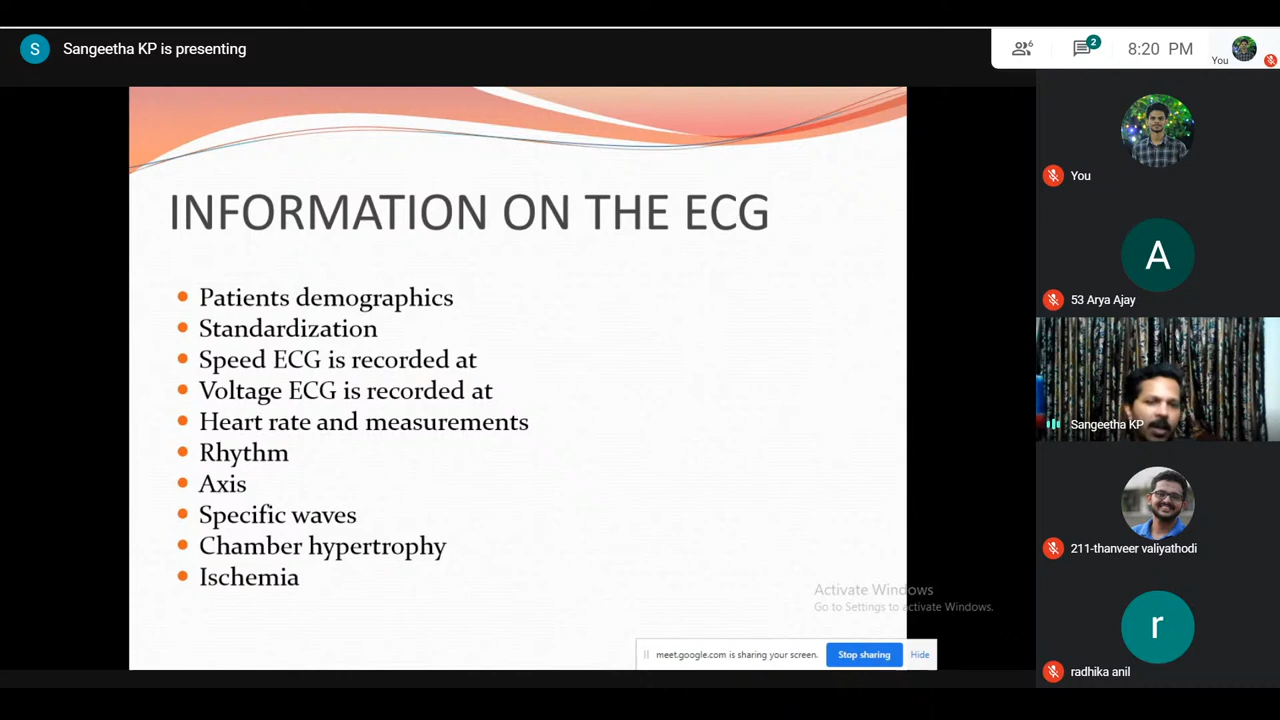 S
Sangeetha KP is presenting
6
2
8:20 PM
You
INFORMATION ON THE ECG
Patients demographics
Standardization
Speed ECG is recorded at
Voltage ECG is recorded at
Heart rate and measurements
Rhythm
Axis
Specific waves
Chamber hypertrophy
Ischemia
Activate Windows
Go to Settings to activate Windows.
meet.google.com is sharing your screen.
Stop sharing
Hide
You
A
53 Arya Ajay
Sangeetha KP
211-thanveer valiyathodi
r
radhika anil